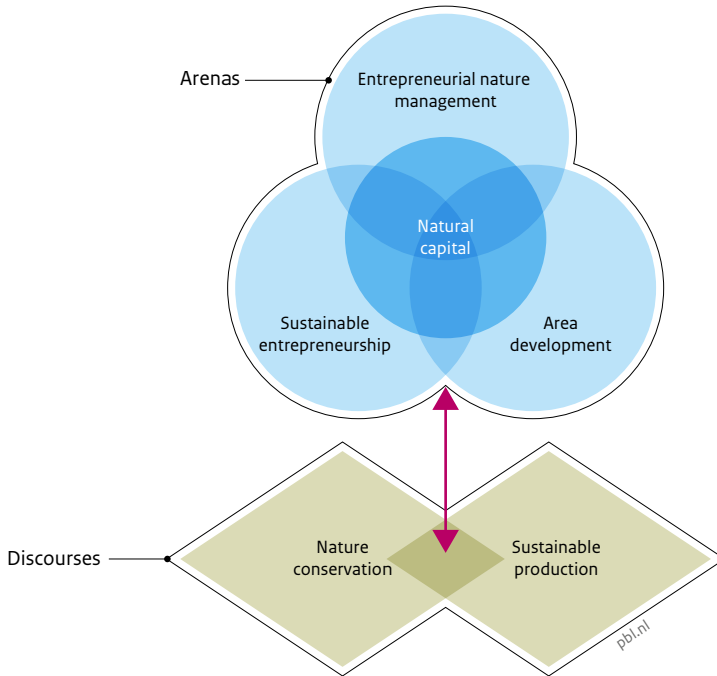 Arenas
Entrepreneurial nature
management
Natural
capital
Sustainable
entrepreneurship
Area
development
Discourses
Nature
conservation
Sustainable
production
pbl.nl